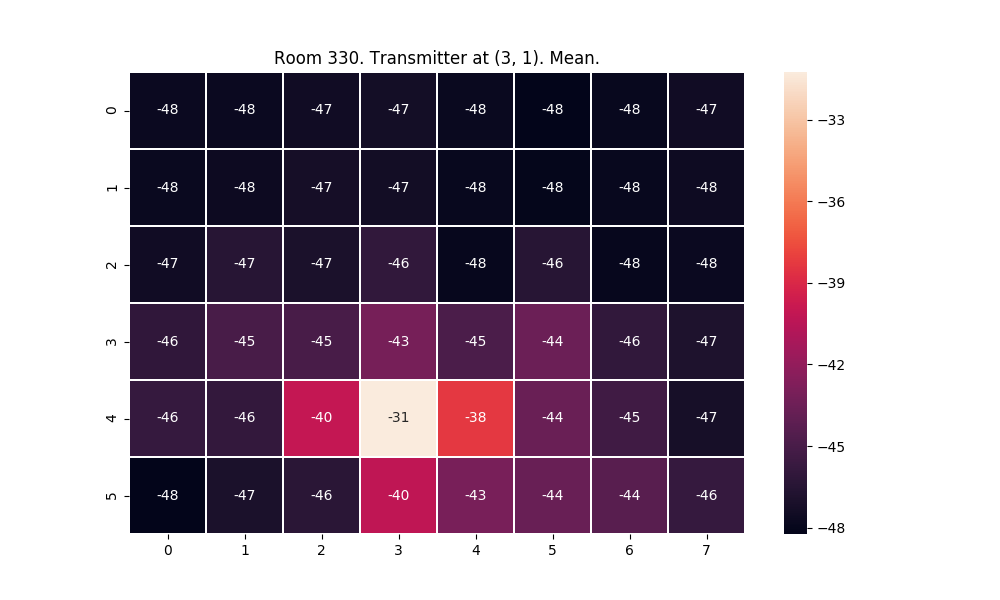 Room 330. Transmitter at (3, 1). Mean.
0 -48 -48 -47 -47 -48 -48 -48 -47
1 -48 -48 -47 -47 -48 -48 -48 -48
2 -47 -47 -47 -46 -48 -46 -48 -48
3 -46 -45 -45 -43 -45 -44 -46 -47
4 -46 -46 -40 -31 -38 -44 -45 -47
5 -48 -47 -46 -40 -43 -44 -44 -46
0 1 2 3 4 5 6 7
−33
−36
−39
−42
−45
−48